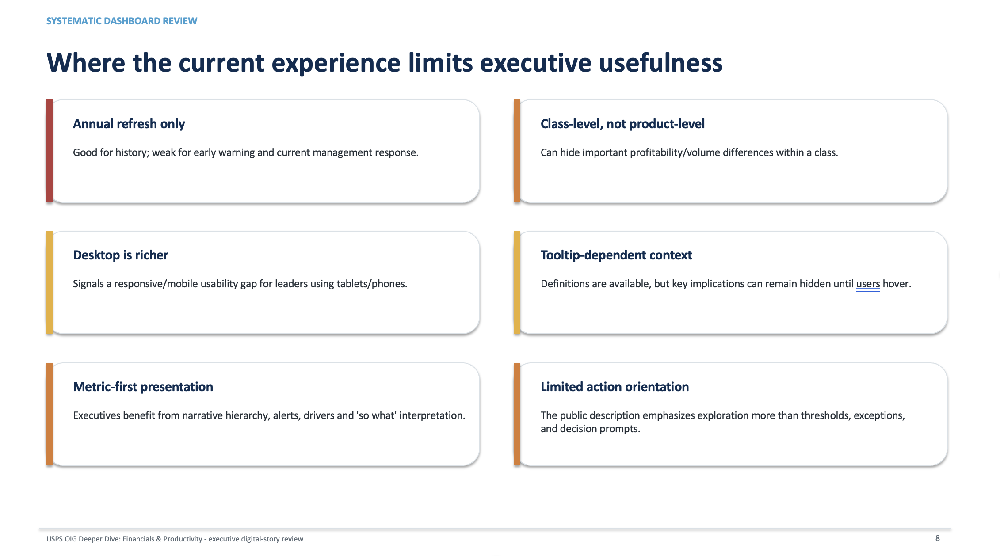 SYSTEMATIC DASHBOARD REVIEW
Where the current experience limits executive usefulness
Annual refresh only
Good for history; weak for early warning and current management response.
Class-level, not product-level
Can hide important profitability/volume differences within a class.
Desktop is richer
Signals a responsive/mobile usability gap for leaders using tablets/phones.
Tooltip-dependent context
Definitions are available, but key implications can remain hidden until users hover.
Metric-first presentation
Executives benefit from narrative hierarchy, alerts, drivers and 'so what' interpretation.
Limited action orientation
The public description emphasizes exploration more than thresholds, exceptions,
and decision prompts.
USPS OIG Deeper Dive: Financials & Productivity - executive digital-story review
8